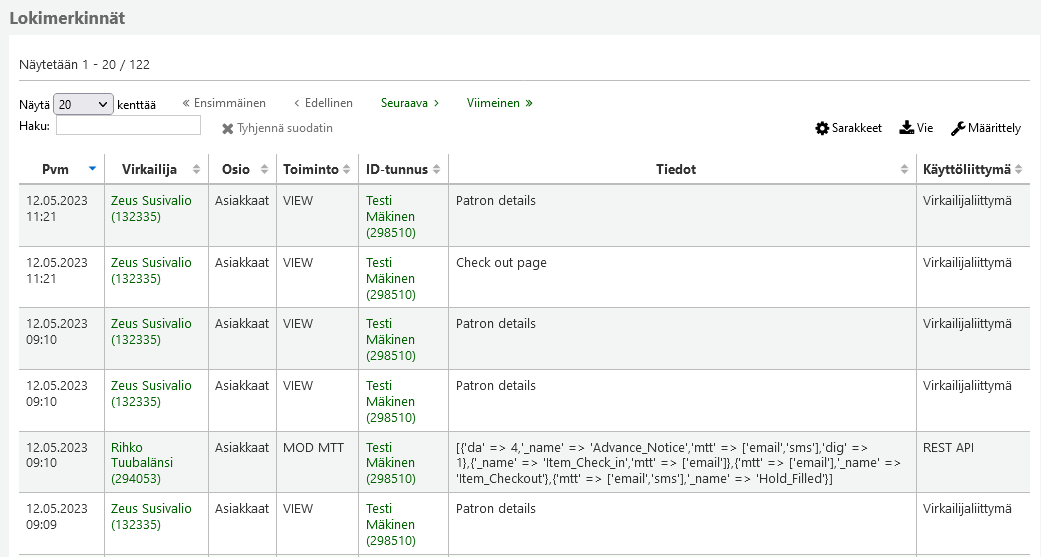 Lokimerkinnät
Näytetään 1 - 20 / 122
Näytä 20 kenttää « Ensimmäinen ‹ Edellinen Seuraava › Viimeinen »
Haku: Tyhjennä suodatin Sarakkeet Vie Määrittely
Pvm Virkailija Osio Toiminto ID-tunnus Tiedot Käyttöliittymä
12.05.2023 Zeus Susivalio Asiakkaat VIEW Testi Patron details Virkailijaliittymä
11:21 (132335) Mäkinen
(298510)
12.05.2023 Zeus Susivalio Asiakkaat VIEW Testi Check out page Virkailijaliittymä
11:21 (132335) Mäkinen
(298510)
12.05.2023 Zeus Susivalio Asiakkaat VIEW Testi Patron details Virkailijaliittymä
09:10 (132335) Mäkinen
(298510)
12.05.2023 Zeus Susivalio Asiakkaat VIEW Testi Patron details Virkailijaliittymä
09:10 (132335) Mäkinen
(298510)
12.05.2023 Rihko Asiakkaat MOD MTT Testi [{'da' => 4,'_name' => 'Advance_Notice','mtt' => ['email','sms'],'dig' => REST API
09:10 Tuubalänsi Mäkinen 1},{'_name' => 'Item_Check_in','mtt' => ['email']},{'mtt' => ['email'],'_name' =>
(294053) (298510) 'Item_Checkout'},{'mtt' => ['email','sms'],'_name' => 'Hold_Filled'}]
12.05.2023 Zeus Susivalio Asiakkaat VIEW Testi Patron details Virkailijaliittymä
09:09 (132335) Mäkinen
(298510)